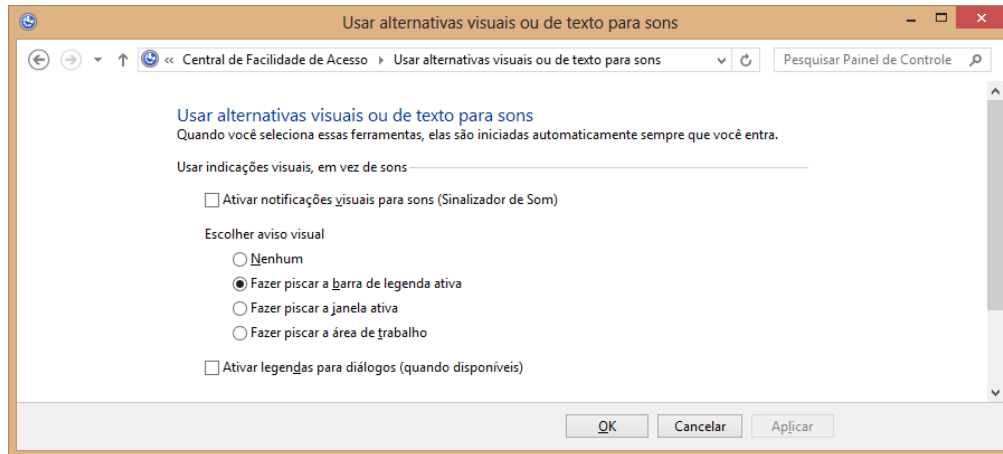 Usar alternativas visuais ou de texto para sons
« Central de Facilidade de Acesso Usar alternativas visuais ou de texto para sons Pesquisar Painel de Controle
Usar alternativas visuais ou de texto para sons
Quando você seleciona essas ferramentas, elas são iniciadas automaticamente sempre que você entra.
Usar indicações visuais, em vez de sons
Ativar notificações visuais para sons (Sinalizador de Som)
Escolher aviso visual
Nenhum
Fazer piscar a barra de legenda ativa
Fazer piscar a janela ativa
Fazer piscar a área de trabalho
Ativar legendas para diálogos (quando disponíveis)
OK Cancelar Aplicar